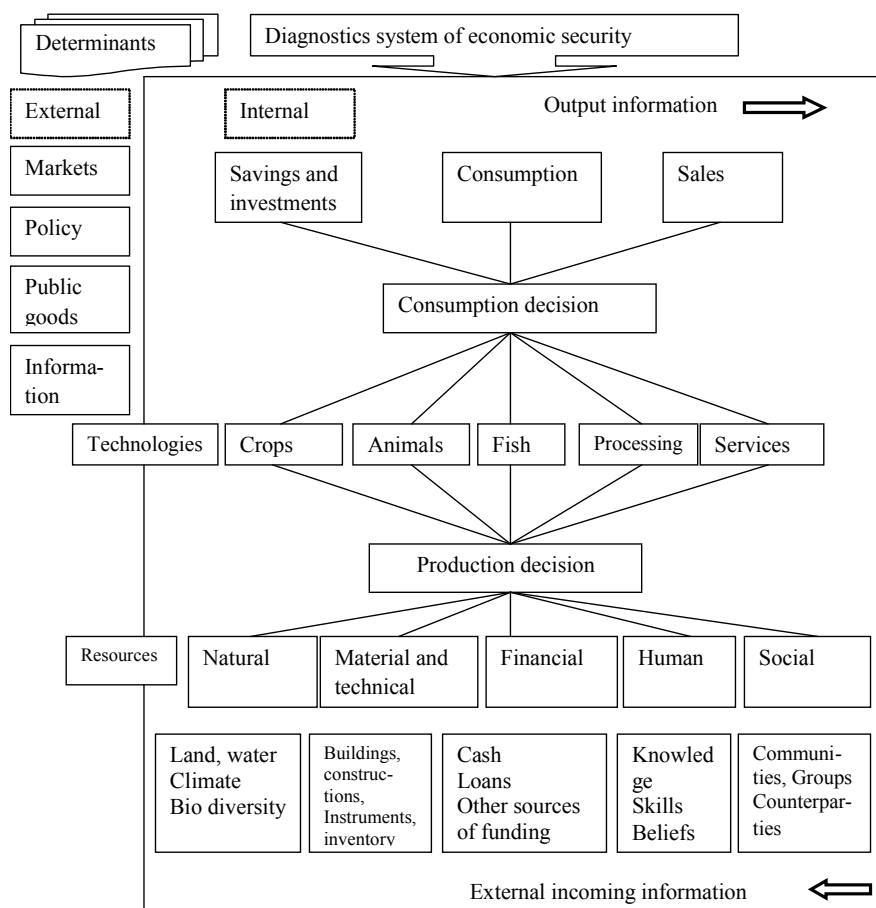 Determinants
Diagnostics system of economic security
External
Internal
Output information
Markets
Savings and
investments
Consumption
Sales
Policy
Public
goods
Consumption decision
Informa-
tion
Technologies
Crops
Animals
Fish
Processing
Services
Production decision
Resources
Natural
Material and
technical
Financial
Human
Social
Land, water
Climate
Bio diversity
Buildings,
construc-
tions,
Instruments,
inventory
Cash
Loans
Other sources
of funding
Knowled
ge
Skills
Beliefs
Communi-
ties, Groups
Counterpar-
ties
External incoming information